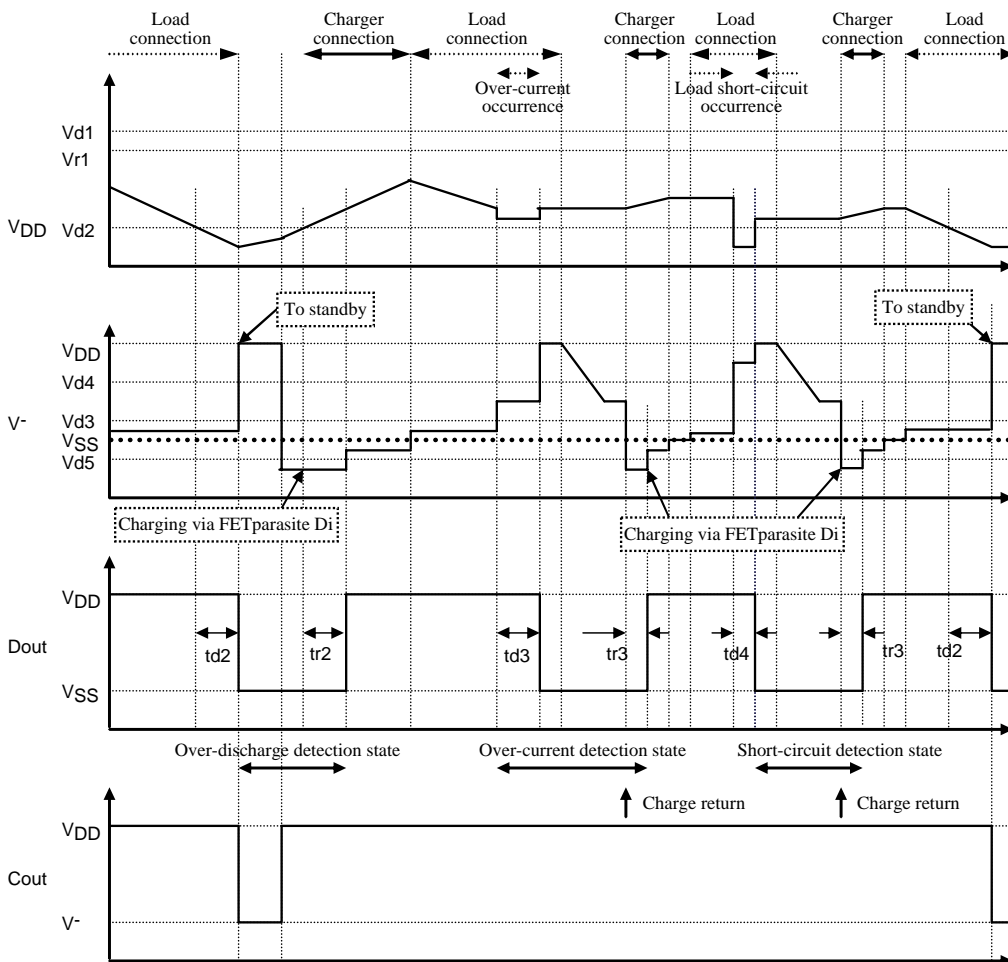 Load
connection
Charger
connection
Load
connection
Charger
connection
Load
connection
Charger
connection
Load
connection
Over-current
occurrence
Load short-circuit
occurrence
Vd1
Vr1
VDD
Vd2
To standby
To standby
VDD
Vd4
V-
Vd3
VSS
Vd5
Charging via FETparasite Di
Charging via FETparasite Di
VDD
Dout
td2
tr2
td3
tr3
td4
tr3
td2
VSS
Over-discharge detection state
Over-current detection state
Short-circuit detection state
Charge return
Charge return
VDD
Cout
V-